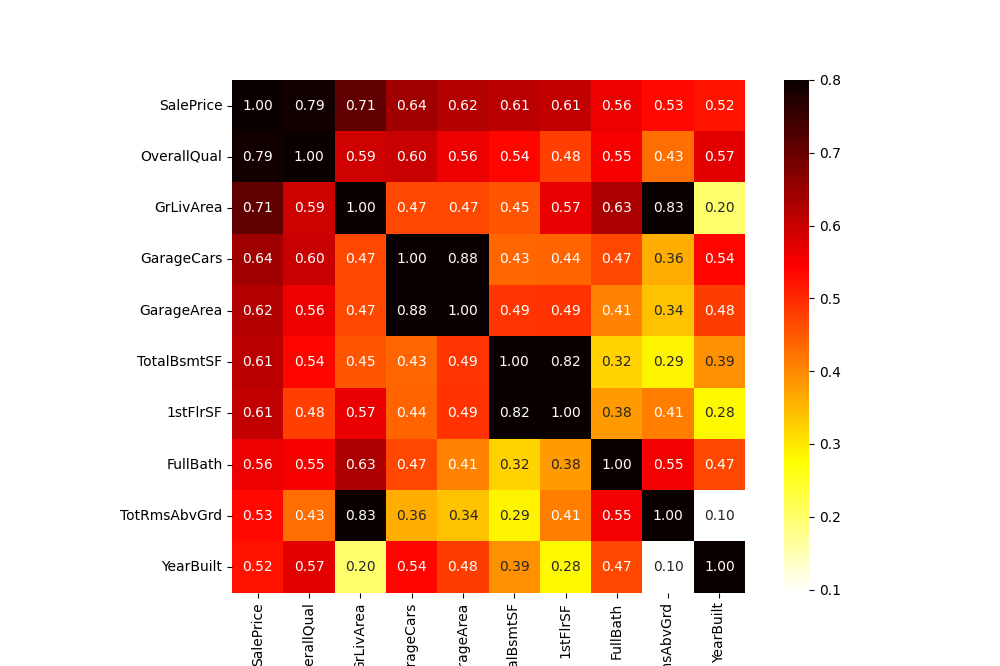 SalePrice 1.00 0.79 0.71 0.64 0.62 0.61 0.61 0.56 0.53 0.52
OverallQual 0.79 1.00 0.59 0.60 0.56 0.54 0.48 0.55 0.43 0.57
GrLivArea 0.71 0.59 1.00 0.47 0.47 0.45 0.57 0.63 0.83 0.20
GarageCars 0.64 0.60 0.47 1.00 0.88 0.43 0.44 0.47 0.36 0.54
GarageArea 0.62 0.56 0.47 0.88 1.00 0.49 0.49 0.41 0.34 0.48
TotalBsmtSF 0.61 0.54 0.45 0.43 0.49 1.00 0.82 0.32 0.29 0.39
1stFlrSF 0.61 0.48 0.57 0.44 0.49 0.82 1.00 0.38 0.41 0.28
FullBath 0.56 0.55 0.63 0.47 0.41 0.32 0.38 1.00 0.55 0.47
TotRmsAbvGrd 0.53 0.43 0.83 0.36 0.34 0.29 0.41 0.55 1.00 0.10
YearBuilt 0.52 0.57 0.20 0.54 0.48 0.39 0.28 0.47 0.10 1.00
SalePrice
erallQual
GrLivArea
rageCars
rageArea
alBsmtSF
1stFlrSF
FullBath
nsAbvGrd
YearBuilt
0.8
0.7
0.6
0.5
0.4
0.3
0.2
0.1